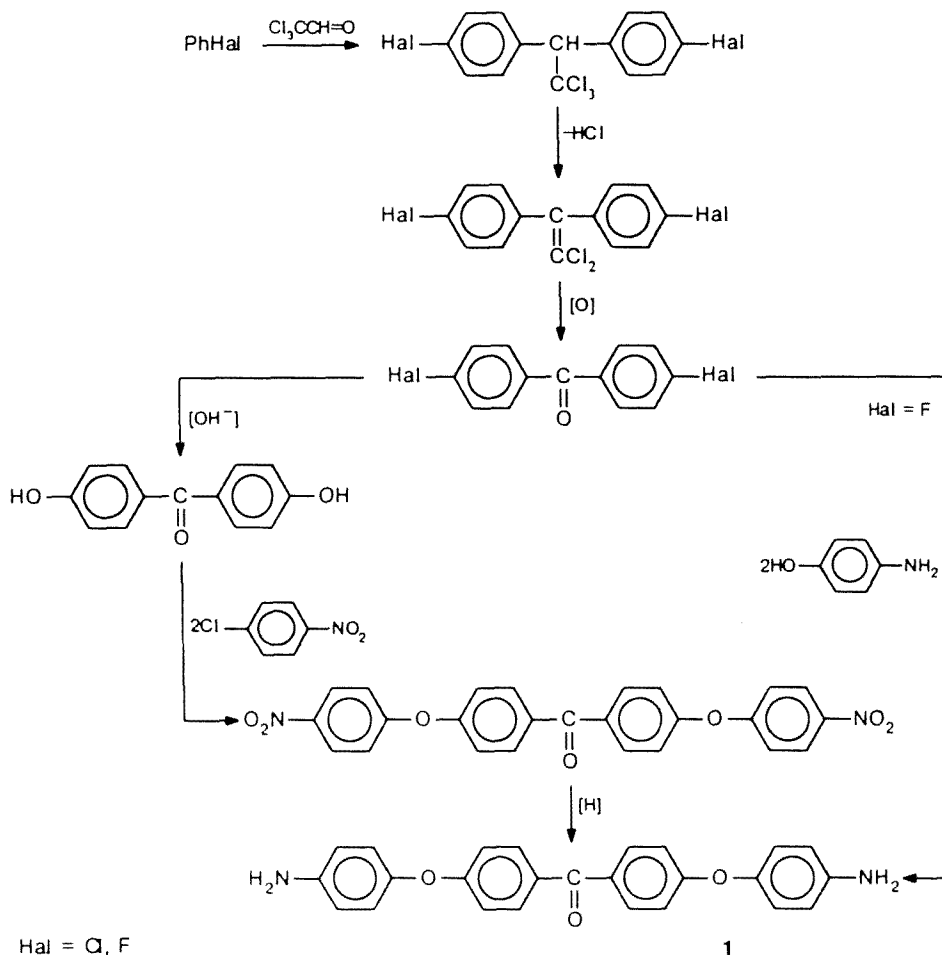 PhHal Cl₃CCH=O Hal CH Hal
CCl₃
-HCl
Hal C Hal
CCl₂
[O]
Hal C Hal
O
[OH⁻]
Hal = F
HO C OH
O
2HO NH₂
2Cl NO₂
O₂N O C O NO₂
O
[H]
H₂N O C O NH₂
O
Hal = Cl, F
1